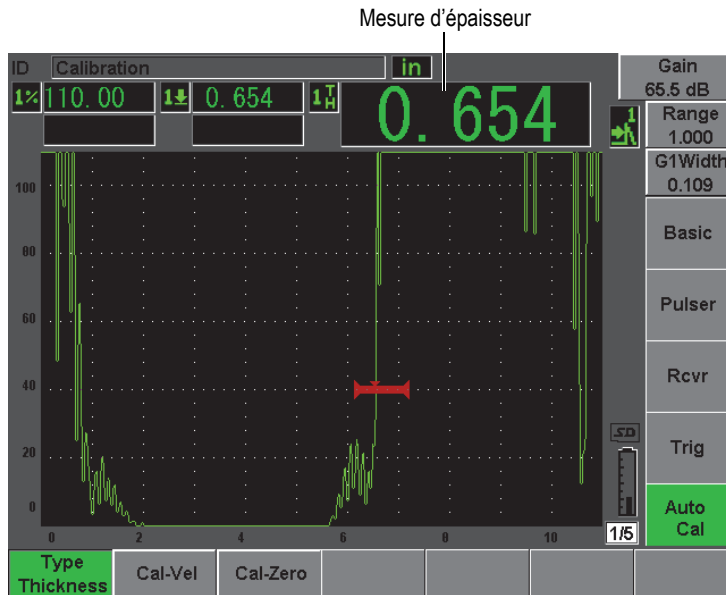 Mesure d'épaisseur
ID Calibration in
Gain
65.5 dB
1% 110.00 1 0.654 1 T H 0.654
1
Range
1.000
G1Width
0.109
Basic
Pulser
Rcvr
Trig
Auto
Cal
100
80
60
40
20
0
0 2 4 6 8 10
SD
1/5
Type
Thickness
Cal-Vel
Cal-Zero